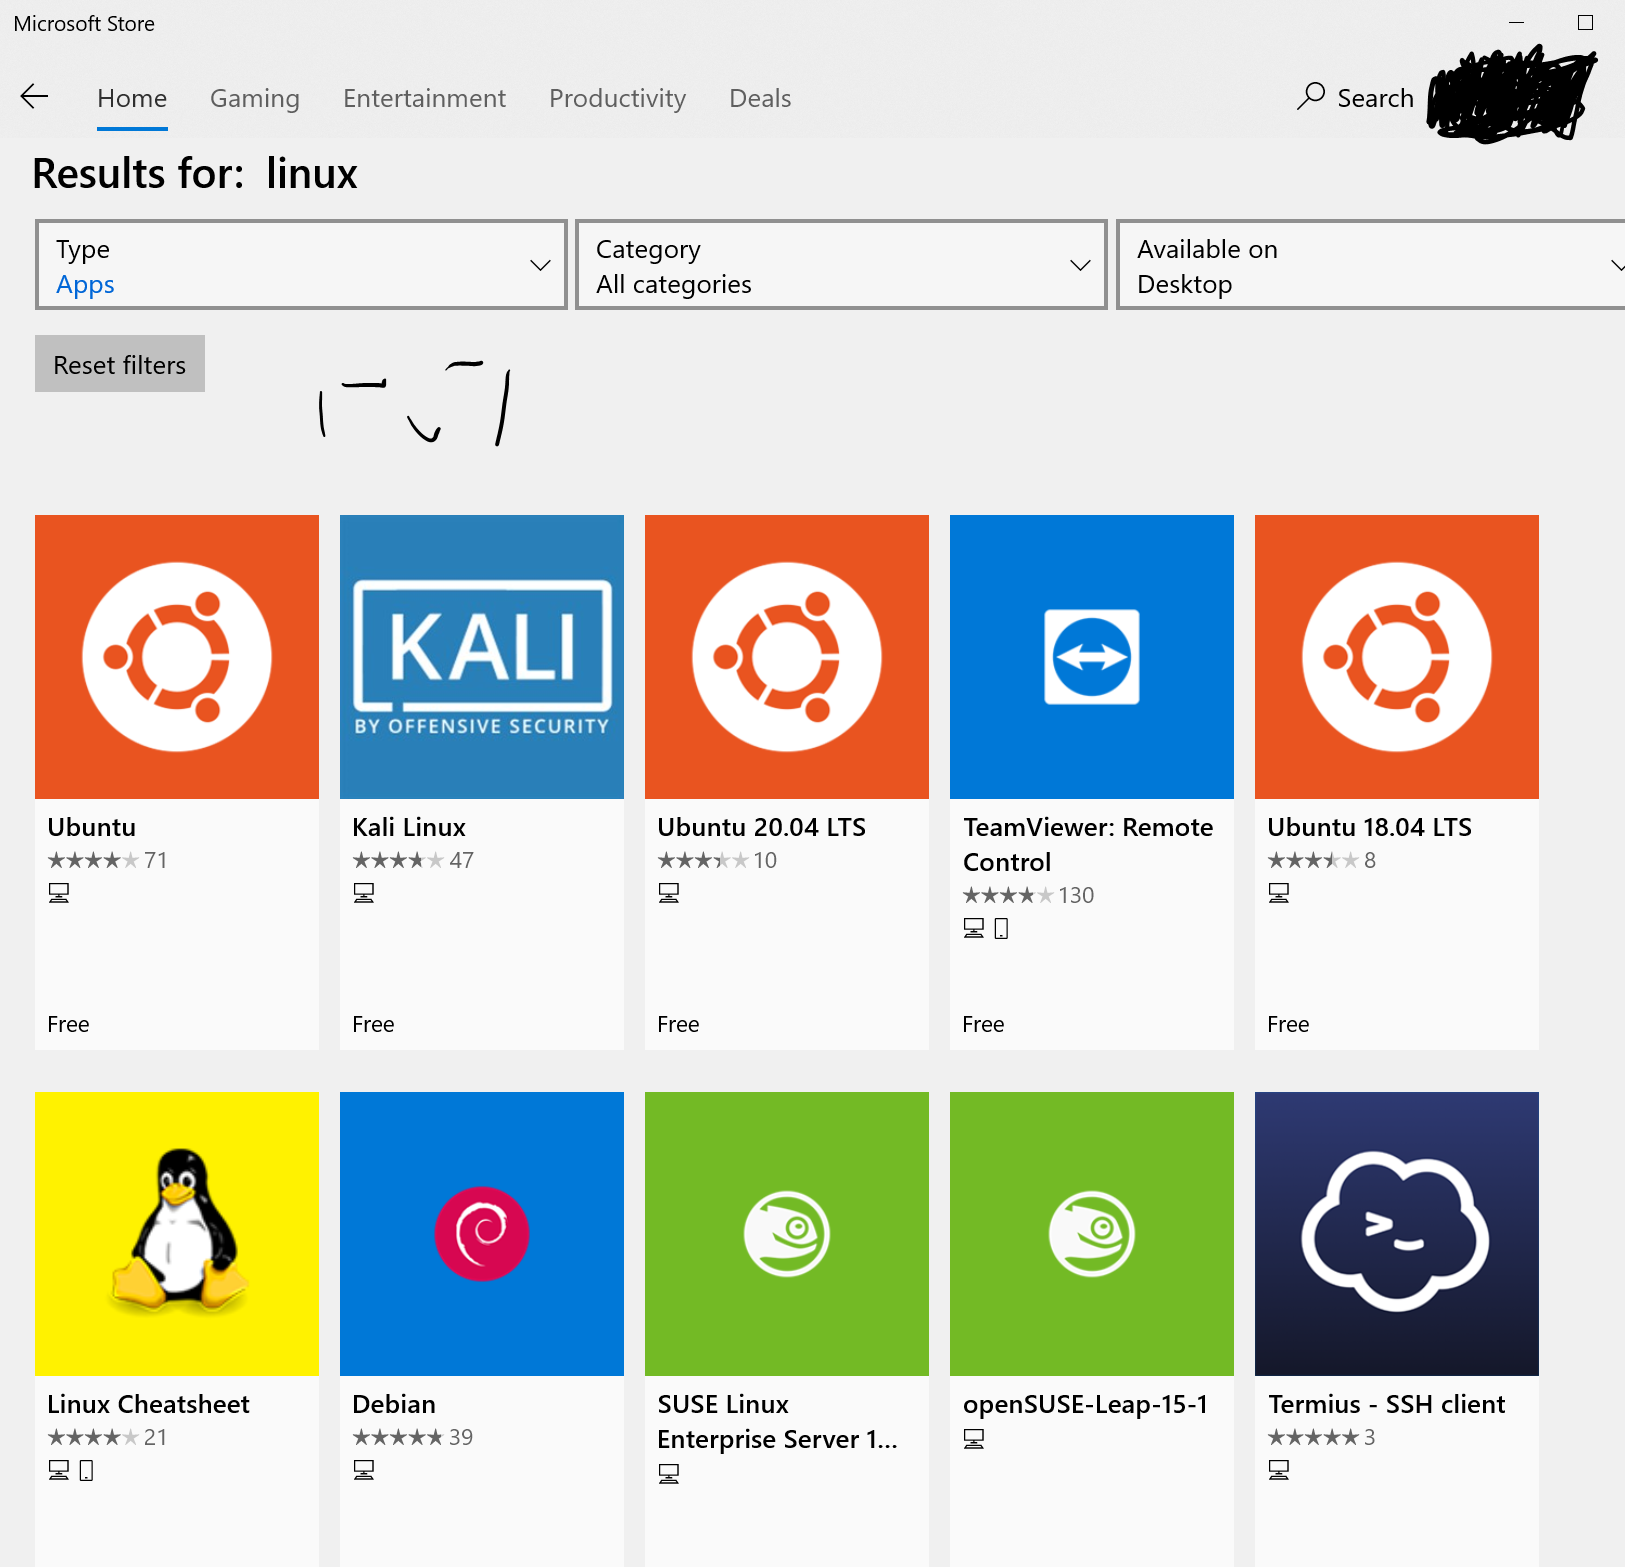 Microsoft Store
Home Gaming Entertainment Productivity Deals Search
Results for: linux
Type Category Available on
Apps All categories Desktop
Reset filters
KALI
BY OFFENSIVE SECURITY
Ubuntu
71
Free
Kali Linux
47
Free
Ubuntu 20.04 LTS
10
Free
TeamViewer: Remote
Control
130
Free
Ubuntu 18.04 LTS
8
Free
>_
Linux Cheatsheet
21
Debian
39
SUSE Linux
Enterprise Server 1...
openSUSE-Leap-15-1
Termius - SSH client
3